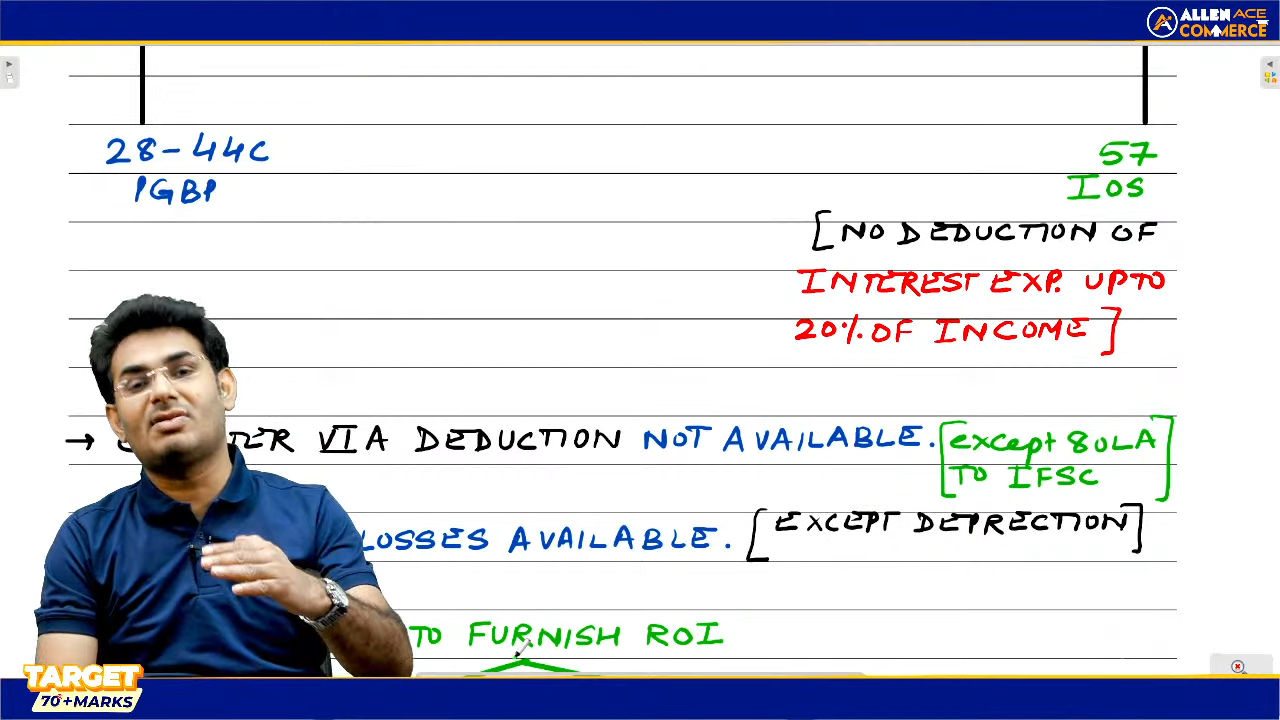 ALLEN ACE
COMMERCE
28-44C
PGBP
57
IOS
[NO DEDUCTION OF
INTEREST EXP. UPTO
20% OF INCOME]
→ TER VIA DEDUCTION NOT AVAILABLE. [except 80LA
TO IFSC]
LOSSES AVAILABLE. [EXCEPT DEPRECTION]
TO FURNISH ROI
TARGET
70+MARKS